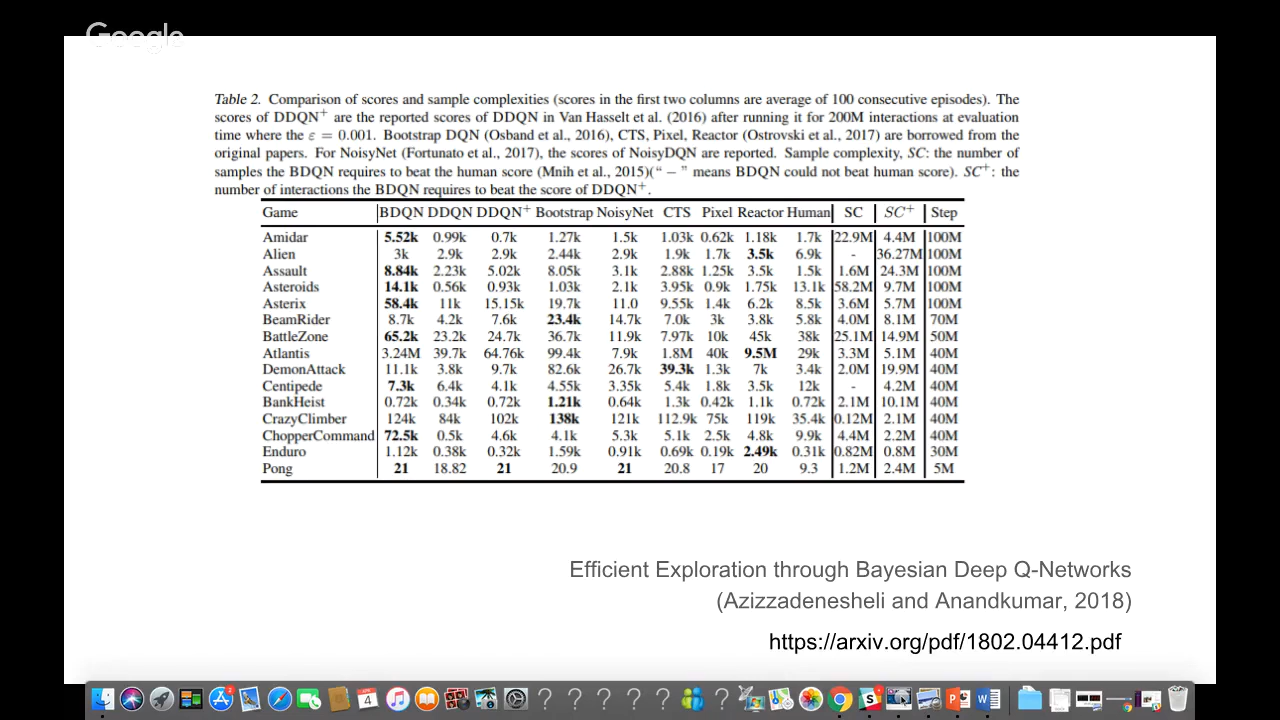 Google
Table 2. Comparison of scores and sample complexities (scores in the first two columns are average of 100 consecutive episodes). The
scores of DDQN+ are the reported scores of DDQN in Van Hasselt et al. (2016) after running it for 200M interactions at evaluation
time where the ε = 0.001. Bootstrap DQN (Osband et al., 2016), CTS, Pixel, Reactor (Ostrovski et al., 2017) are borrowed from the
original papers. For NoisyNet (Fortunato et al., 2017), the scores of NoisyDQN are reported. Sample complexity, SC: the number of
samples the BDQN requires to beat the human score (Mnih et al., 2015)(“ − ” means BDQN could not beat human score). SC+: the
number of interactions the BDQN requires to beat the score of DDQN+.
Game BDQN DDQN DDQN+ Bootstrap NoisyNet CTS Pixel Reactor Human SC SC+ Step
Amidar 5.52k 0.99k 0.7k 1.27k 1.5k 1.03k 0.62k 1.18k 1.7k 22.9M 4.4M 100M
Alien 3k 2.9k 2.9k 2.44k 2.9k 1.9k 1.7k 3.5k 6.9k - 36.27M 100M
Assault 8.84k 2.23k 5.02k 8.05k 3.1k 2.88k 1.25k 3.5k 1.5k 1.6M 24.3M 100M
Asteroids 14.1k 0.56k 0.93k 1.03k 2.1k 3.95k 0.9k 1.75k 13.1k 58.2M 9.7M 100M
Asterix 58.4k 11k 15.15k 19.7k 11.0 9.55k 1.4k 6.2k 8.5k 3.6M 5.7M 100M
BeamRider 8.7k 4.2k 7.6k 23.4k 14.7k 7.0k 3k 3.8k 5.8k 4.0M 8.1M 70M
BattleZone 65.2k 23.2k 24.7k 36.7k 11.9k 7.97k 10k 45k 38k 25.1M 14.9M 50M
Atlantis 3.24M 39.7k 64.76k 99.4k 7.9k 1.8M 40k 9.5M 29k 3.3M 5.1M 40M
DemonAttack 11.1k 3.8k 9.7k 82.6k 26.7k 39.3k 1.3k 7k 3.4k 2.0M 19.9M 40M
Centipede 7.3k 6.4k 4.1k 4.55k 3.35k 5.4k 1.8k 3.5k 12k - 4.2M 40M
BankHeist 0.72k 0.34k 0.72k 1.21k 0.64k 1.3k 0.42k 1.1k 0.72k 2.1M 10.1M 40M
CrazyClimber 124k 84k 102k 138k 121k 112.9k 75k 119k 35.4k 0.12M 2.1M 40M
ChopperCommand 72.5k 0.5k 4.6k 4.1k 5.3k 5.1k 2.5k 4.8k 9.9k 4.4M 2.2M 40M
Enduro 1.12k 0.38k 0.32k 1.59k 0.91k 0.69k 0.19k 2.49k 0.31k 0.82M 0.8M 30M
Pong 21 18.82 21 20.9 21 20.8 17 20 9.3 1.2M 2.4M 5M
Efficient Exploration through Bayesian Deep Q-Networks
(Azizzadenesheli and Anandkumar, 2018)
https://arxiv.org/pdf/1802.04412.pdf